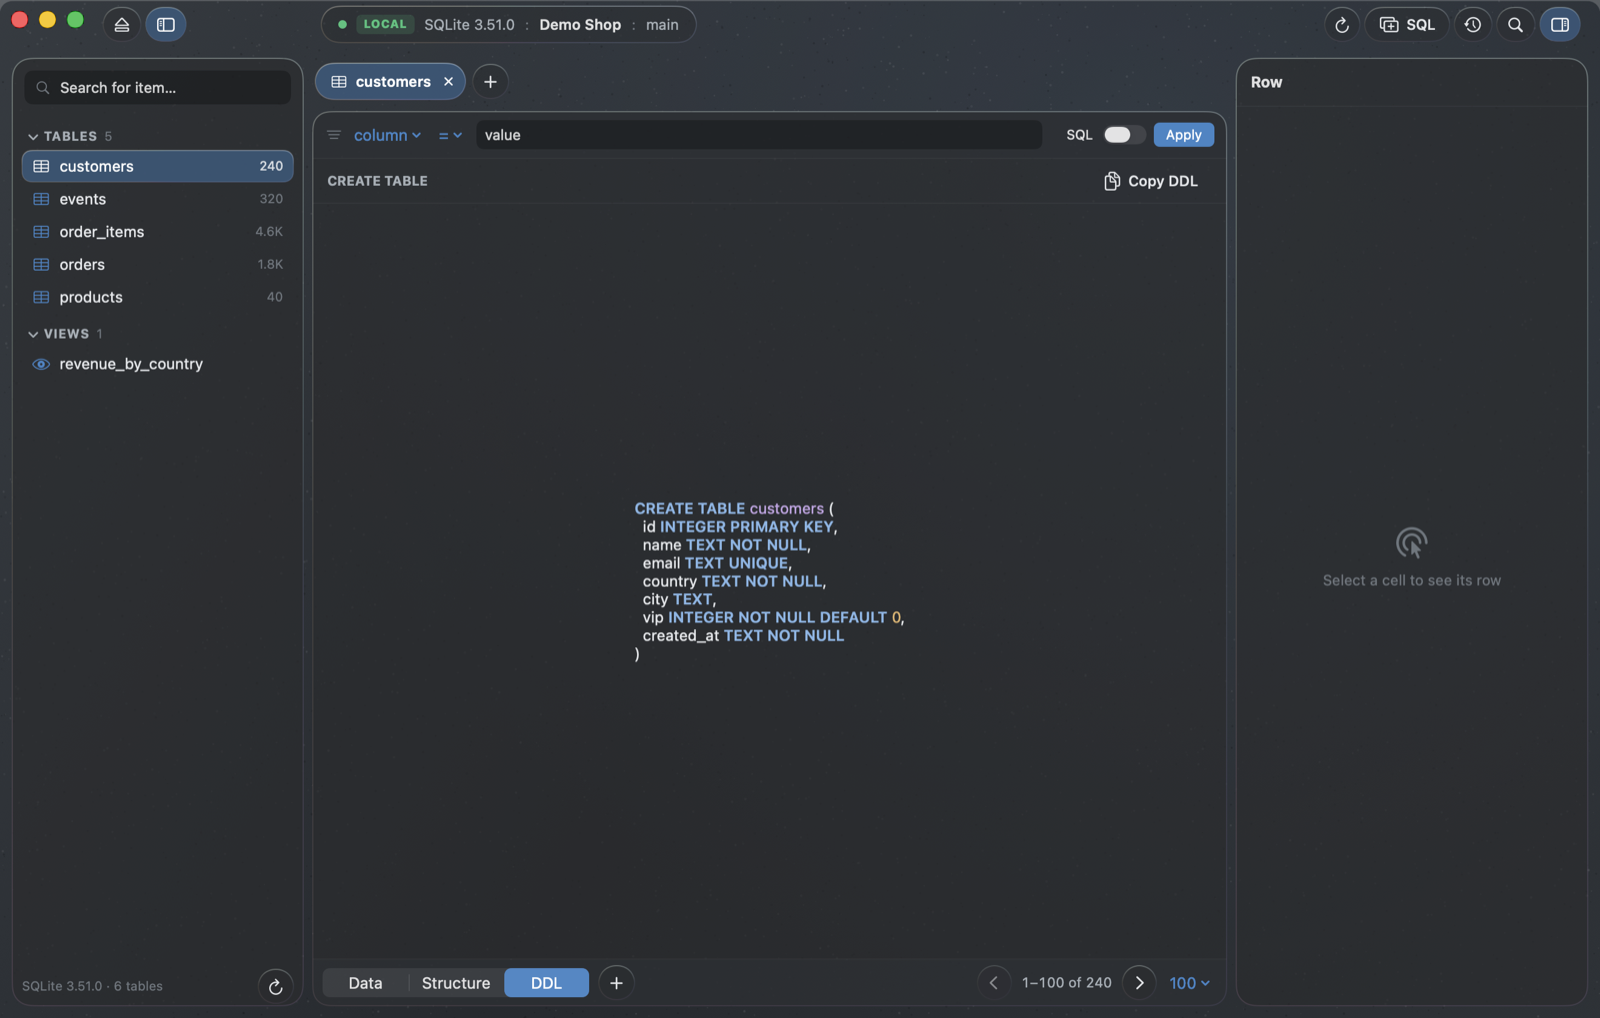 LOCAL SQLite 3.51.0 : Demo Shop : main
SQL
Search for item...
TABLES 5
customers 240
events 320
order_items 4.6K
orders 1.8K
products 40
VIEWS 1
revenue_by_country
SQLite 3.51.0 · 6 tables
customers
column = value SQL Apply
CREATE TABLE Copy DDL
CREATE TABLE customers (
id INTEGER PRIMARY KEY,
name TEXT NOT NULL,
email TEXT UNIQUE,
country TEXT NOT NULL,
city TEXT,
vip INTEGER NOT NULL DEFAULT 0,
created_at TEXT NOT NULL
)
Data Structure DDL 1–100 of 240 100
Row
Select a cell to see its row